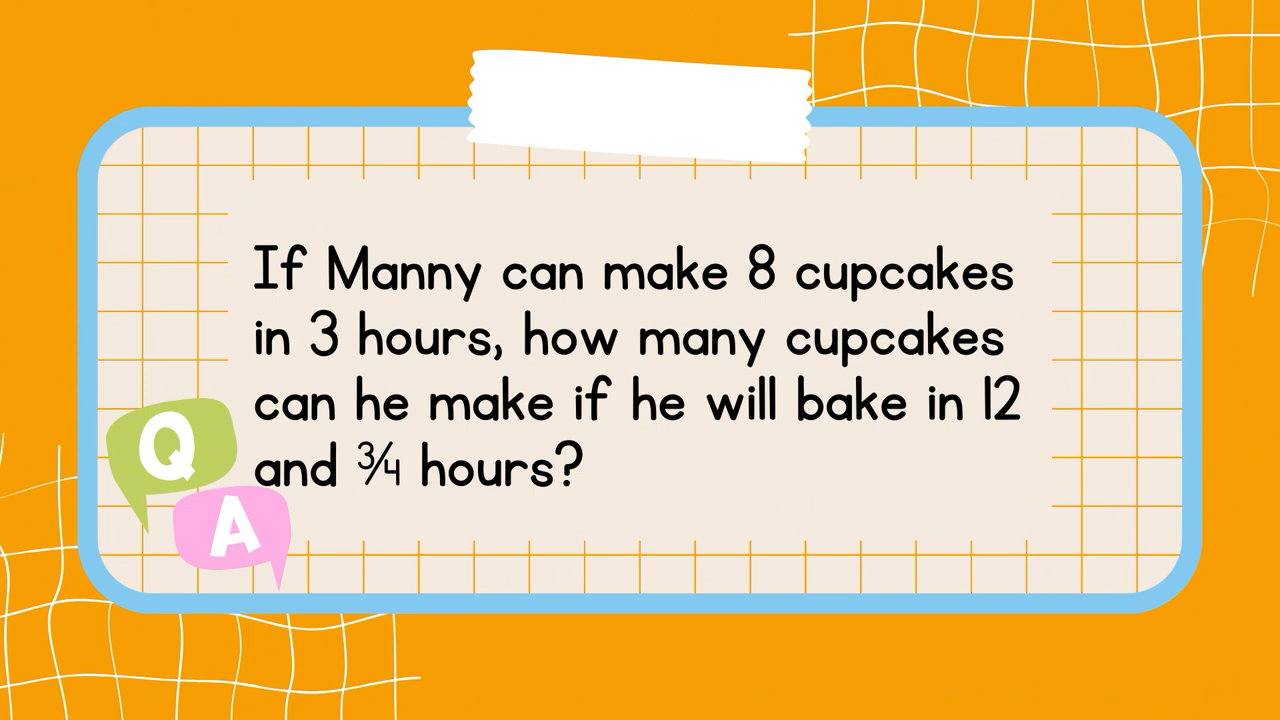 If Manny can make 8 cupcakes
in 3 hours, how many cupcakes
can he make if he will bake in 12
and ¾ hours?
Q
A